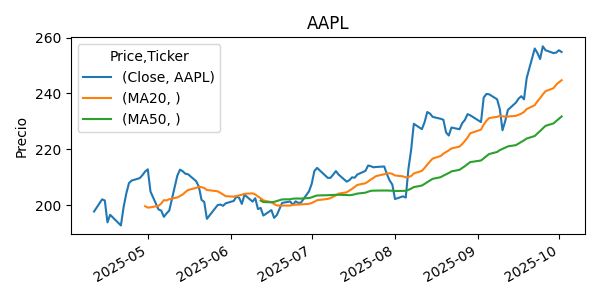 AAPL
Price,Ticker
(Close, AAPL)
(MA20, )
(MA50, )
Precio
260
240
220
200
2025-05
2025-06
2025-07
2025-08
2025-09
2025-10